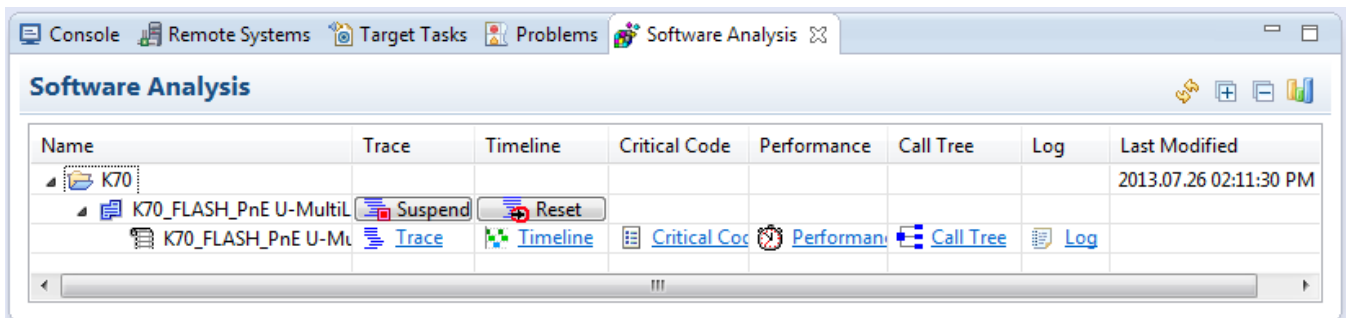 Console Remote Systems Target Tasks Problems Software Analysis
Software Analysis
Name Trace Timeline Critical Code Performance Call Tree Log Last Modified
K70 2013.07.26 02:11:30 PM
K70_FLASH_PnE U-MultiL Suspend Reset
K70_FLASH_PnE U-Mu Trace Timeline Critical Coc Performan Call Tree Log